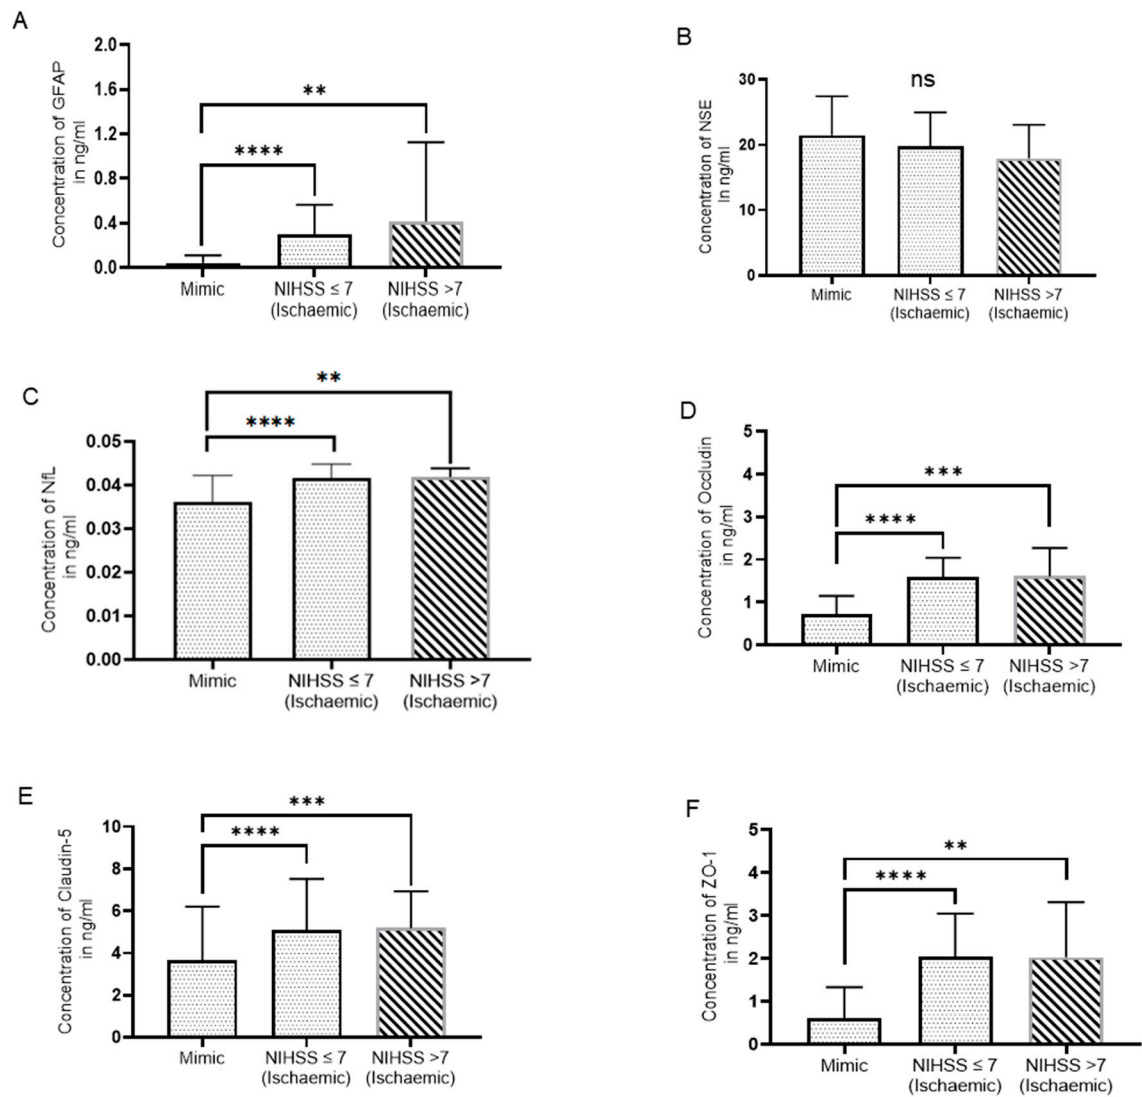 A
Concentration of GFAP
in ng/ml
2.0
1.6
1.2
0.8
0.4
0.0
**
****
Mimic
NIHSS ≤ 7
(Ischaemic)
NIHSS >7
(Ischaemic)
B
Concentration of NSE
In ng/ml
30
20
10
0
ns
Mimic
NIHSS ≤ 7
(Ischaemic)
NIHSS >7
(Ischaemic)
C
Concentration of NfL
in ng/ml
0.05
0.04
0.03
0.02
0.01
0.00
**
****
Mimic
NIHSS ≤ 7
(Ischaemic)
NIHSS >7
(Ischaemic)
D
Concentration of Occludin
in ng/ml
5
4
3
2
1
0
***
****
Mimic
NIHSS ≤ 7
(Ischaemic)
NIHSS >7
(Ischaemic)
E
Concentration of Claudin-5
in ng/ml
10
8
6
4
2
0
***
****
Mimic
NIHSS ≤ 7
(Ischaemic)
NIHSS >7
(Ischaemic)
F
Concentration of ZO-1
in ng/ml
5
4
3
2
1
0
**
****
Mimic
NIHSS ≤ 7
(Ischaemic)
NIHSS >7
(Ischaemic)